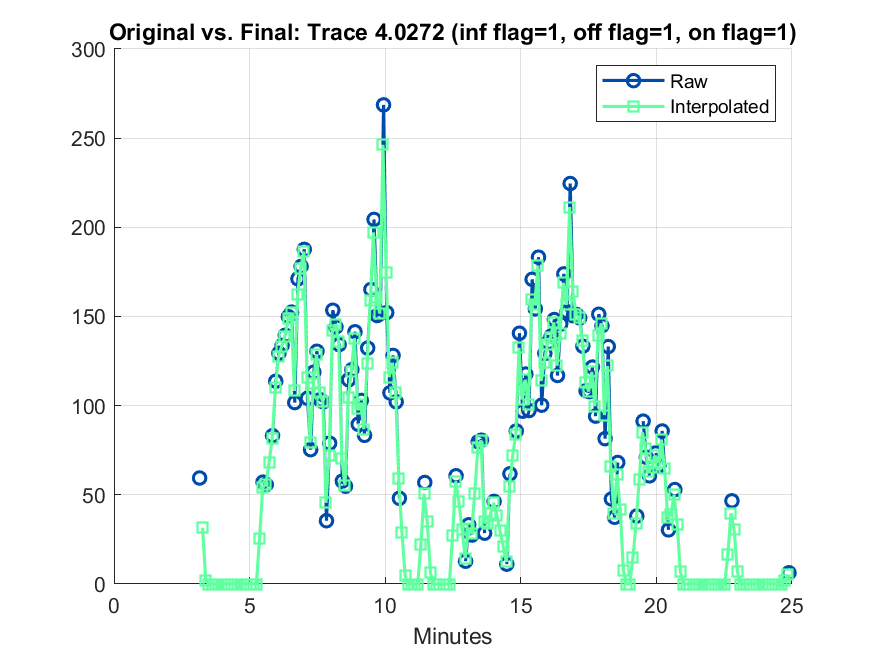 Original vs. Final: Trace 4.0272 (inf flag=1, off flag=1, on flag=1)
300
250
200
150
100
50
0
Raw
Interpolated
0 5 10 15 20 25
Minutes